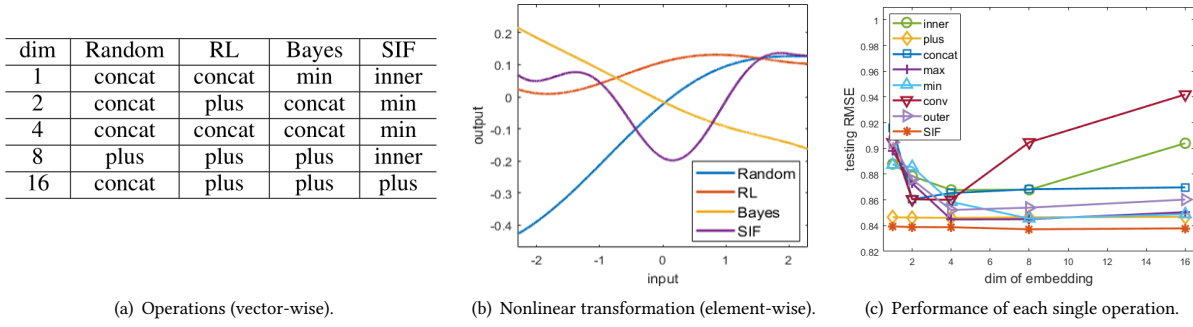 dim Random RL Bayes SIF
1 concat concat min inner
2 concat plus concat min
4 concat concat concat min
8 plus plus plus inner
16 concat plus plus plus
(a) Operations (vector-wise).
0.2
0.1
0
-0.1
-0.2
-0.3
-0.4
output
-2 -1 0 1 2
input
Random
RL
Bayes
SIF
(b) Nonlinear transformation (element-wise).
1
0.98
0.96
0.94
0.92
0.9
0.88
0.86
0.84
0.82
testing RMSE
inner
plus
concat
max
min
conv
outer
SIF
2 4 6 8 10 12 14 16
dim of embedding
(c) Performance of each single operation.